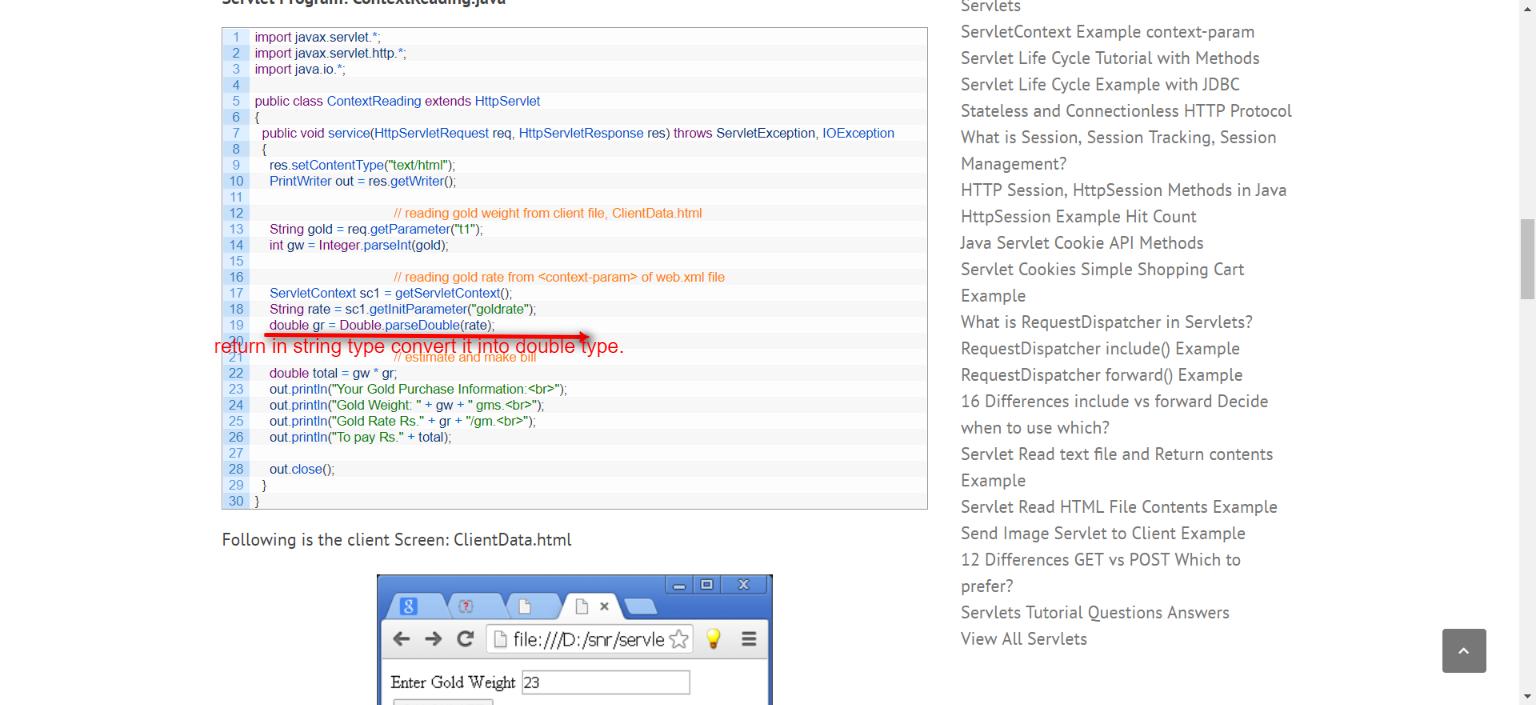 Servlet Program: ContextReading.java
1 import javax.servlet.*;
2 import javax.servlet.http.*;
3 import java.io.*;
4
5 public class ContextReading extends HttpServlet
6 {
7 public void service(HttpServletRequest req, HttpServletResponse res) throws ServletException, IOException
8 {
9 res.setContentType("text/html");
10 PrintWriter out = res.getWriter();
11
12 // reading gold weight from client file, ClientData.html
13 String gold = req.getParameter("t1");
14 int gw = Integer.parseInt(gold);
15
16 // reading gold rate from <context-param> of web.xml file
17 ServletContext sc1 = getServletContext();
18 String rate = sc1.getInitParameter("goldrate");
19 double gr = Double.parseDouble(rate);
20
return in string type convert it into double type.
21 // estimate and make bill
22 double total = gw * gr;
23 out.println("Your Gold Purchase Information:<br>");
24 out.println("Gold Weight: " + gw + " gms.<br>");
25 out.println("Gold Rate Rs." + gr + "/gm.<br>");
26 out.println("To pay Rs." + total);
27
28 out.close();
29 }
30 }
Following is the client Screen: ClientData.html
file:///D:/snr/servle
Enter Gold Weight 23
Servlets
ServletContext Example context-param
Servlet Life Cycle Tutorial with Methods
Servlet Life Cycle Example with JDBC
Stateless and Connectionless HTTP Protocol
What is Session, Session Tracking, Session
Management?
HTTP Session, HttpSession Methods in Java
HttpSession Example Hit Count
Java Servlet Cookie API Methods
Servlet Cookies Simple Shopping Cart
Example
What is RequestDispatcher in Servlets?
RequestDispatcher include() Example
RequestDispatcher forward() Example
16 Differences include vs forward Decide
when to use which?
Servlet Read text file and Return contents
Example
Servlet Read HTML File Contents Example
Send Image Servlet to Client Example
12 Differences GET vs POST Which to
prefer?
Servlets Tutorial Questions Answers
View All Servlets